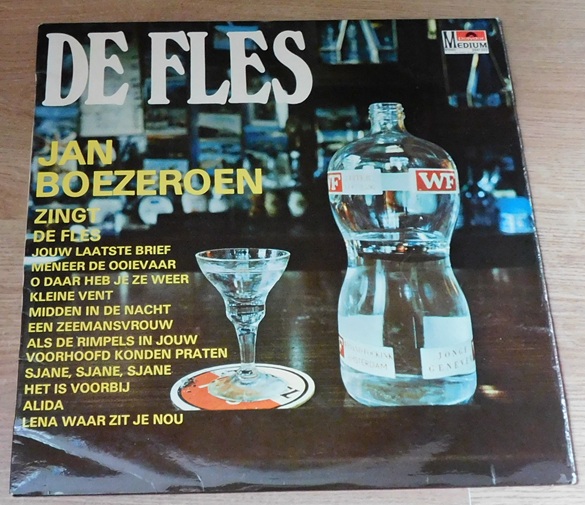 DE FLES
Polydor
MEDIUM
JAN
BOEZEROEN
ZINGT
DE FLES
JOUW LAATSTE BRIEF
MENEER DE OOIEVAAR
O DAAR HEB JE ZE WEER
KLEINE VENT
MIDDEN IN DE NACHT
EEN ZEEMANSVROUW
ALS DE RIMPELS IN JOUW
VOORHOOFD KONDEN PRATEN
SJANE, SJANE, SJANE
HET IS VOORBIJ
ALIDA
LENA WAAR ZIT JE NOU
WF